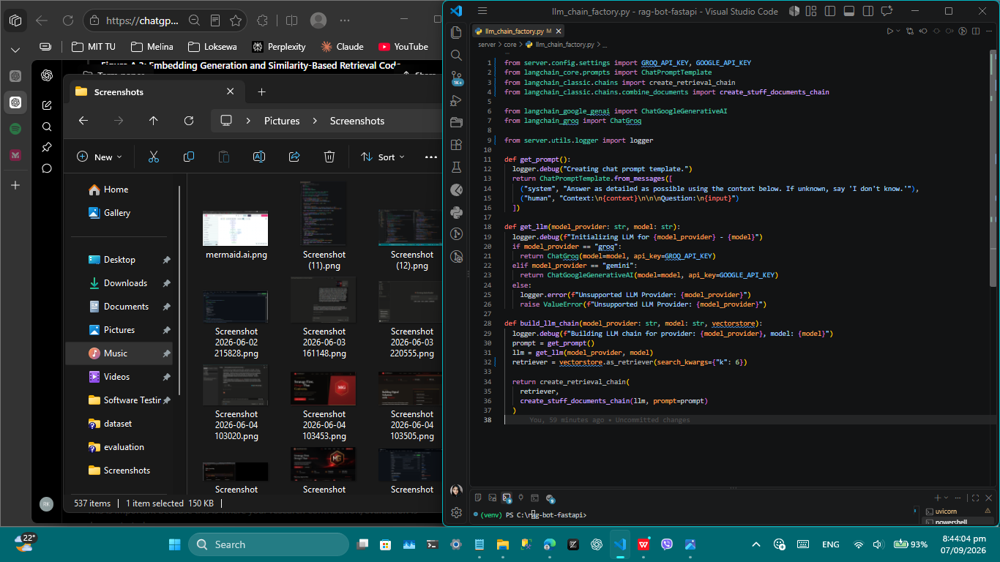 https://chatgp...
MIT TU
Melina
Loksewa
Perplexity
Claude
YouTube
Figure A.2: Embedding Generation and Similarity-Based Retrieval Code
Screenshots
Pictures > Screenshots
New
Sort
Home
Gallery
Desktop
Downloads
Documents
Pictures
Music
Videos
Software Testir
dataset
evaluation
Screenshots
mermaid.ai.png
Screenshot
(11).png
Screenshot
(12).png
Screenshot
2026-06-02
215828.png
Screenshot
2026-06-03
161148.png
Screenshot
2026-06-03
220555.png
Screenshot
2026-06-04
103020.png
Screenshot
2026-06-04
103453.png
Screenshot
2026-06-04
103505.png
Screenshot
Screenshot
Screenshot
537 items
1 item selected 150 KB
RK
llm_chain_factory.py - rag-bot-fastapi - Visual Studio Code
llm_chain_factory.py M
server > core > llm_chain_factory.py > ...
1 from server.config.settings import GROQ_API_KEY, GOOGLE_API_KEY
2 from langchain_core.prompts import ChatPromptTemplate
3 from langchain_classic.chains import create_retrieval_chain
4 from langchain_classic.chains.combine_documents import create_stuff_documents_chain
5
6 from langchain_google_genai import ChatGoogleGenerativeAI
7 from langchain_groq import ChatGroq
8
9 from server.utils.logger import logger
10
11 def get_prompt():
12 logger.debug("Creating chat prompt template.")
13 return ChatPromptTemplate.from_messages([
14 ("system", "Answer as detailed as possible using the context below. If unknown, say 'I don't know.'"),
15 ("human", "Context:\n{context}\n\n\nQuestion:\n{input}")
16 ])
17
18 def get_llm(model_provider: str, model: str):
19 logger.debug(f"Initializing LLM for {model_provider} - {model}")
20 if model_provider == "groq":
21 return ChatGroq(model=model, api_key=GROQ_API_KEY)
22 elif model_provider == "gemini":
23 return ChatGoogleGenerativeAI(model=model, api_key=GOOGLE_API_KEY)
24 else:
25 logger.error(f"Unsupported LLM Provider: {model_provider}")
26 raise ValueError(f"Unsupported LLM Provider: {model_provider}")
27
28 def build_llm_chain(model_provider: str, model: str, vectorstore):
29 logger.debug(f"Building LLM chain for provider: {model_provider}, model: {model}")
30 prompt = get_prompt()
31 llm = get_llm(model_provider, model)
32 retriever = vectorstore.as_retriever(search_kwargs={"k": 6})
33
34 return create_retrieval_chain(
35 retriever,
36 create_stuff_documents_chain(llm, prompt=prompt)
37 )
38 You, 59 minutes ago • Uncommitted changes
1K+
(venv) PS C:\rag-bot-fastapi>
uvicorn
powershell
22°
Search
ENG
93%
8:44:04 pm
07/09/2026